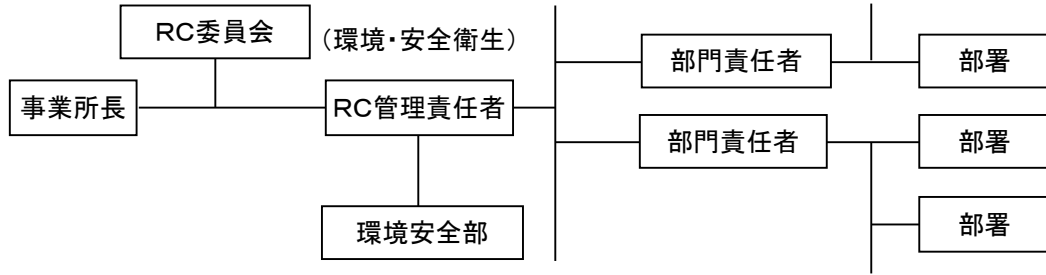 RC委員会
（環境・安全衛生）
部門責任者
部署
事業所長
RC管理責任者
部門責任者
部署
環境安全部
部署